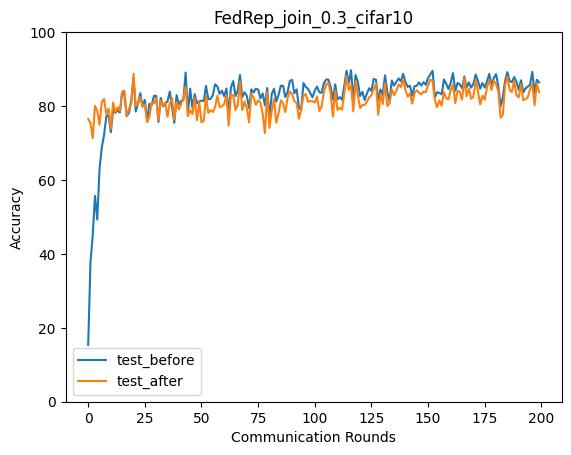 FedRep_join_0.3_cifar10
100
80
60
40
20
0
Accuracy
test_before
test_after
0 25 50 75 100 125 150 175 200
Communication Rounds